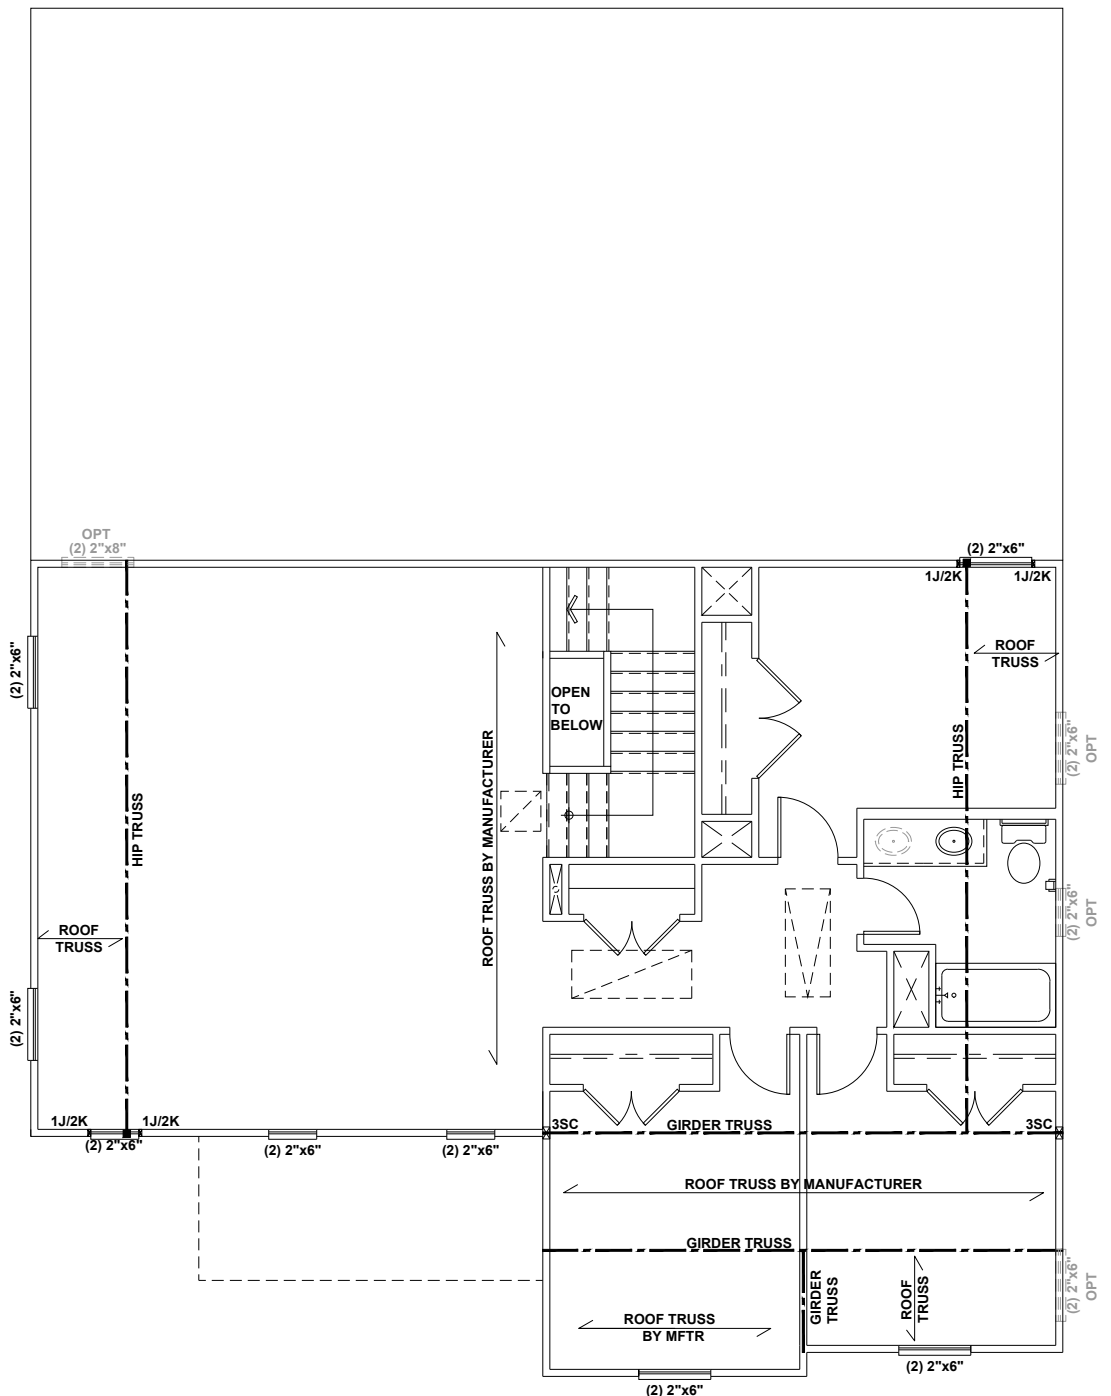 OPT
(2) 2"x8"
(2) 2"x6"
1J/2K
1J/2K
(2) 2"x6"
ROOF
TRUSS
OPEN
TO
BELOW
(2) 2"x6"
OPT
HIP TRUSS
ROOF TRUSS BY MANUFACTURER
HIP TRUSS
(2) 2"x6"
OPT
ROOF
TRUSS
(2) 2"x6"
1J/2K
1J/2K
(2) 2"x6"
(2) 2"x6"
(2) 2"x6"
3SC
GIRDER TRUSS
3SC
ROOF TRUSS BY MANUFACTURER
GIRDER TRUSS
GIRDER
TRUSS
ROOF
TRUSS
(2) 2"x6"
OPT
ROOF TRUSS
BY MFTR
(2) 2"x6"
(2) 2"x6"